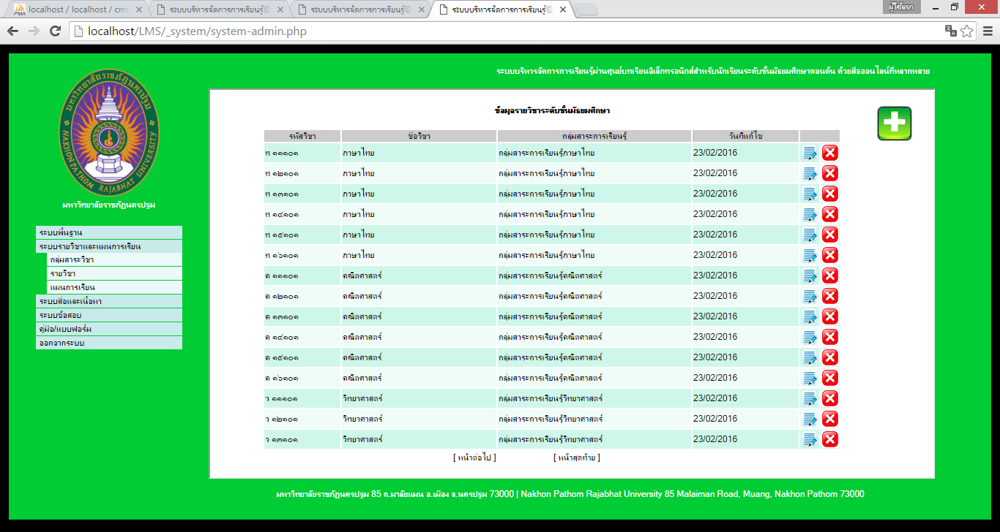 localhost / localhost / cms
ระบบบริหารจัดการการเรียนรู้@
ระบบบริหารจัดการการเรียนรู้@
ระบบบริหารจัดการการเรียนรู้@
ผู้ใช้แรก
localhost/LMS/_system/system-admin.php
ระบบบริหารจัดการการเรียนรู้ผ่านศูนย์บทเรียนอิเล็กทรอนิกส์สำหรับนักเรียนระดับชั้นมัธยมศึกษาตอนต้น ด้วยสื่อออนไลน์ที่หลากหลาย
มหาวิทยาลัยราชภัฏนครปฐม
NAKHON PATHOM RAJABHAT UNIVERSITY
มหาวิทยาลัยราชภัฏนครปฐม
ระบบพื้นฐาน
ระบบรายวิชาและแผนการเรียน
กลุ่มสาระวิชา
รายวิชา
แผนการเรียน
ระบบสื่อและเนื้อหา
ระบบข้อสอบ
คู่มือ/แบบฟอร์ม
ออกจากระบบ
ข้อมูลรายวิชาระดับชั้นมัธยมศึกษา
รหัสวิชา ชื่อวิชา กลุ่มสาระการเรียนรู้ วันที่แก้ไข
ท ๑๑๑๐๑ ภาษาไทย กลุ่มสาระการเรียนรู้ภาษาไทย 23/02/2016
ท ๑๒๑๐๑ ภาษาไทย กลุ่มสาระการเรียนรู้ภาษาไทย 23/02/2016
ท ๑๓๑๐๑ ภาษาไทย กลุ่มสาระการเรียนรู้ภาษาไทย 23/02/2016
ท ๑๔๑๐๑ ภาษาไทย กลุ่มสาระการเรียนรู้ภาษาไทย 23/02/2016
ท ๑๕๑๐๑ ภาษาไทย กลุ่มสาระการเรียนรู้ภาษาไทย 23/02/2016
ท ๑๖๑๐๑ ภาษาไทย กลุ่มสาระการเรียนรู้ภาษาไทย 23/02/2016
ค ๑๑๑๐๑ คณิตศาสตร์ กลุ่มสาระการเรียนรู้คณิตศาสตร์ 23/02/2016
ค ๑๒๑๐๑ คณิตศาสตร์ กลุ่มสาระการเรียนรู้คณิตศาสตร์ 23/02/2016
ค ๑๓๑๐๑ คณิตศาสตร์ กลุ่มสาระการเรียนรู้คณิตศาสตร์ 23/02/2016
ค ๑๔๑๐๑ คณิตศาสตร์ กลุ่มสาระการเรียนรู้คณิตศาสตร์ 23/02/2016
ค ๑๕๑๐๑ คณิตศาสตร์ กลุ่มสาระการเรียนรู้คณิตศาสตร์ 23/02/2016
ค ๑๖๑๐๑ คณิตศาสตร์ กลุ่มสาระการเรียนรู้คณิตศาสตร์ 23/02/2016
ว ๑๑๑๐๑ วิทยาศาสตร์ กลุ่มสาระการเรียนรู้วิทยาศาสตร์ 23/02/2016
ว ๑๒๑๐๑ วิทยาศาสตร์ กลุ่มสาระการเรียนรู้วิทยาศาสตร์ 23/02/2016
ว ๑๓๑๐๑ วิทยาศาสตร์ กลุ่มสาระการเรียนรู้วิทยาศาสตร์ 23/02/2016
[ หน้าต่อไป ] [ หน้าสุดท้าย ]
มหาวิทยาลัยราชภัฏนครปฐม 85 ถ.มาลัยแมน อ.เมือง จ.นครปฐม 73000 | Nakhon Pathom Rajabhat University 85 Malaiman Road, Muang, Nakhon Pathom 73000